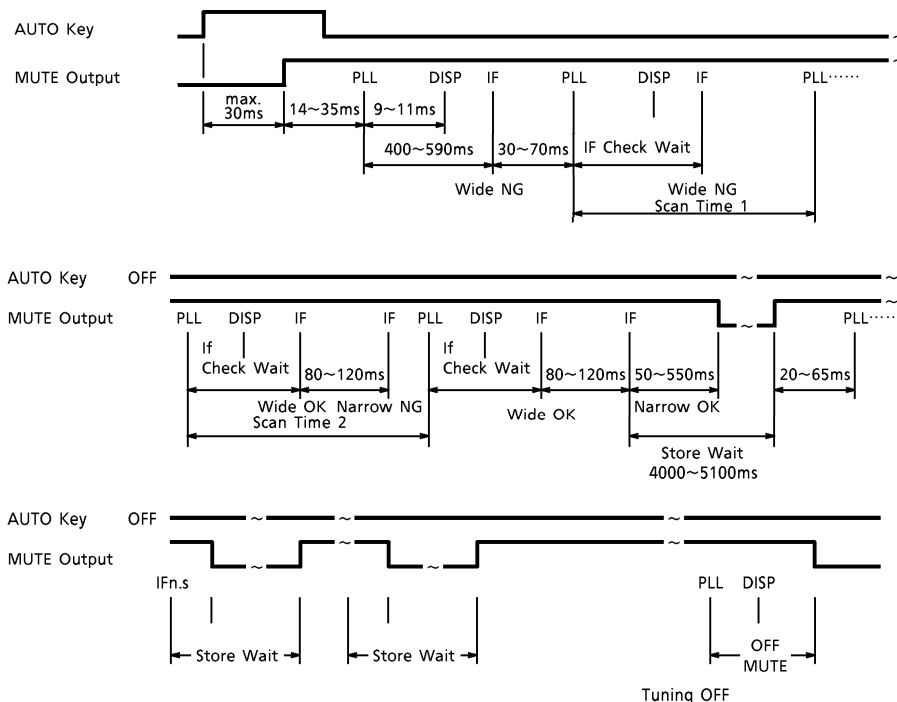 AUTO Key
MUTE Output
PLL DISP IF PLL DISP IF PLL……
max.
30ms
14~35ms 9~11ms
400~590ms 30~70ms IF Check Wait
Wide NG Wide NG
Scan Time 1
AUTO Key OFF
MUTE Output
PLL DISP IF IF PLL DISP IF IF PLL……
If
Check Wait
If
Check Wait
80~120ms 80~120ms 50~550ms 20~65ms
Wide OK Narrow NG Wide OK Narrow OK
Scan Time 2
Store Wait
4000~5100ms
AUTO Key OFF
MUTE Output
IFn.s PLL DISP
Store Wait Store Wait OFF
MUTE
Tuning OFF